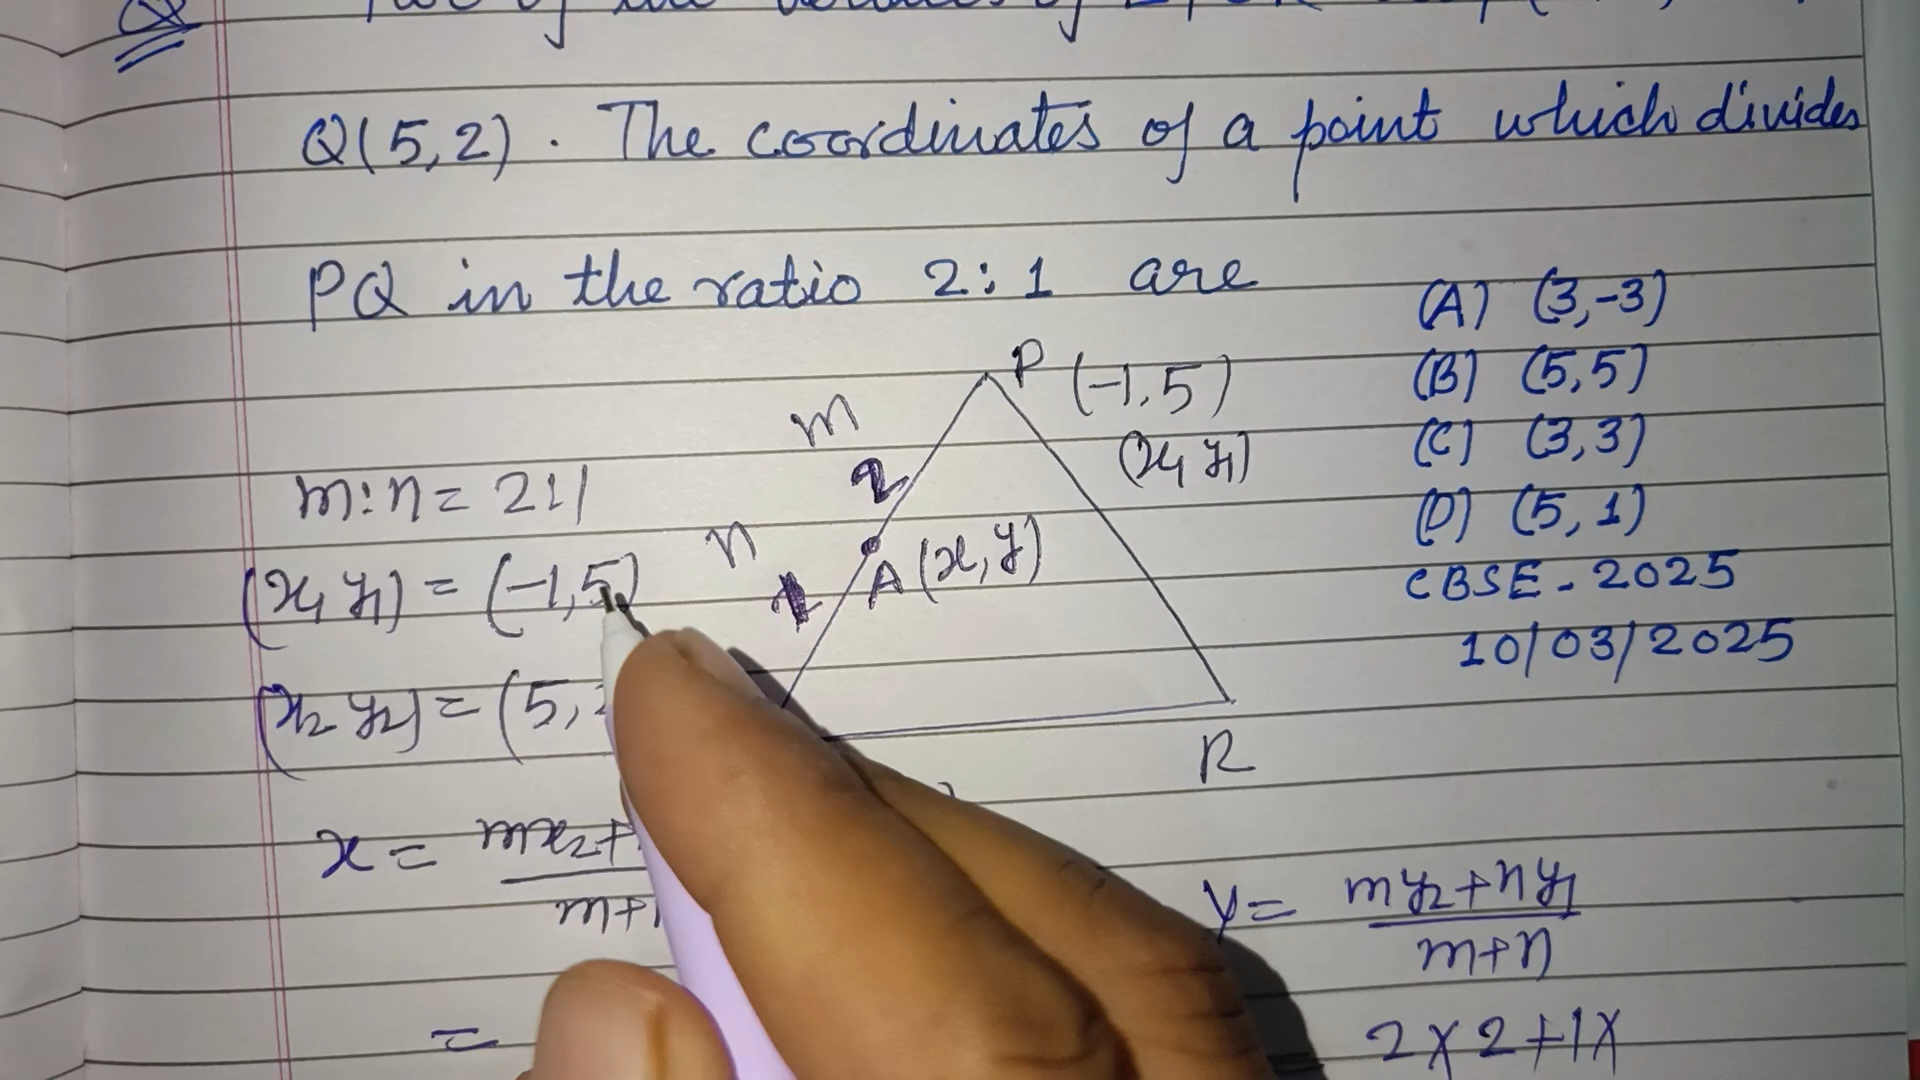 Q
Q(5,2). The coordinates of a point which divides
PQ in the ratio 2:1 are
(A) (3,-3)
(B) (5,5)
(C) (3,3)
(D) (5,1)
CBSE-2025
10/03/2025
P (-1,5)
(x₁ y₁)
m
2
n
1
A(x,y)
R
m:n=2:1
(x₁ y₁) = (-1,5)
(x₂ y₂) = (5,
x = mx₂+
m+
=
y = my₂+ny₁
m+n
2×2+1×